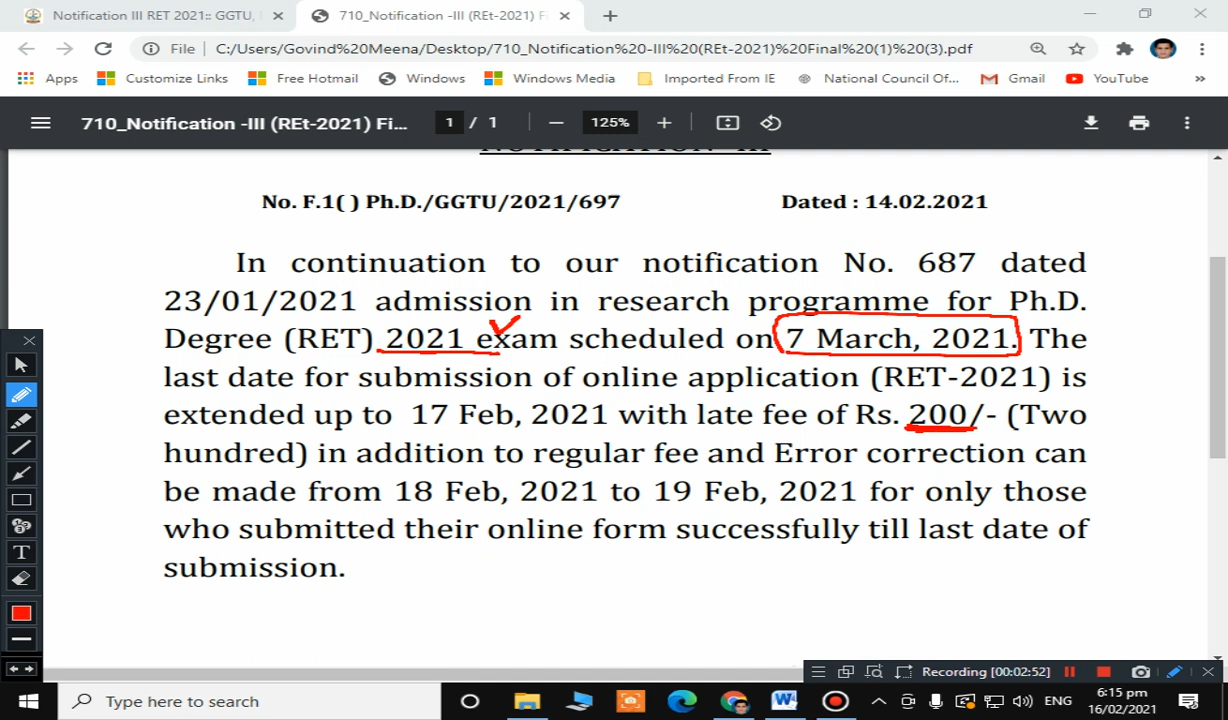 Notification III RET 2021:: GGTU,
710_Notification -III (REt-2021) Fi
File | C:/Users/Govind%20Meena/Desktop/710_Notification%20-III%20(REt-2021)%20Final%20(1)%20(3).pdf
Apps Customize Links Free Hotmail Windows Windows Media Imported From IE National Council Of... Gmail YouTube »
710_Notification -III (REt-2021) Fi... 1 / 1 — 125% +
NOTIFICATION -III
No. F.1( ) Ph.D./GGTU/2021/697 Dated : 14.02.2021
In continuation to our notification No. 687 dated
23/01/2021 admission in research programme for Ph.D.
Degree (RET) 2021 exam scheduled on 7 March, 2021. The
last date for submission of online application (RET-2021) is
extended up to 17 Feb, 2021 with late fee of Rs. 200/- (Two
hundred) in addition to regular fee and Error correction can
be made from 18 Feb, 2021 to 19 Feb, 2021 for only those
who submitted their online form successfully till last date of
submission.
T
Recording [00:02:52]
Type here to search
ENG
6:15 pm
16/02/2021